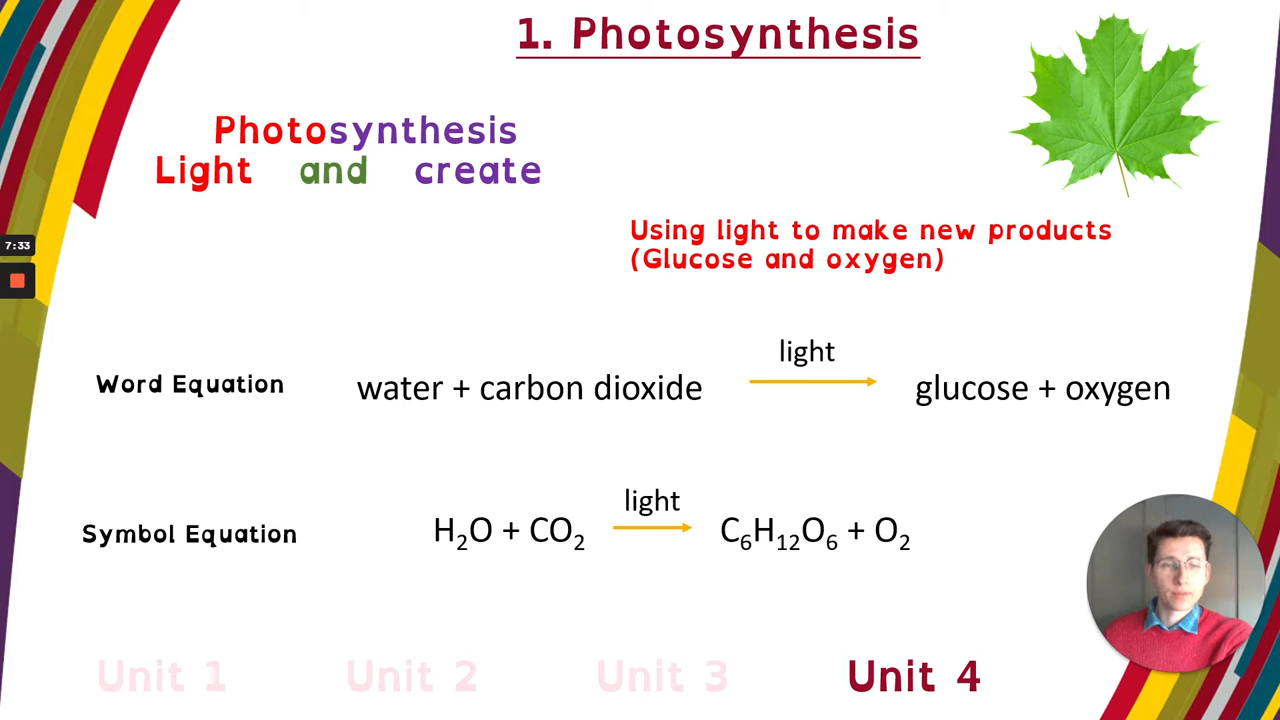 1. Photosynthesis
Photosynthesis
Light and create
Using light to make new products
(Glucose and oxygen)
7:33
light
Word Equation water + carbon dioxide glucose + oxygen
light
Symbol Equation H₂O + CO₂ C₆H₁₂O₆ + O₂
Unit 1 Unit 2 Unit 3 Unit 4